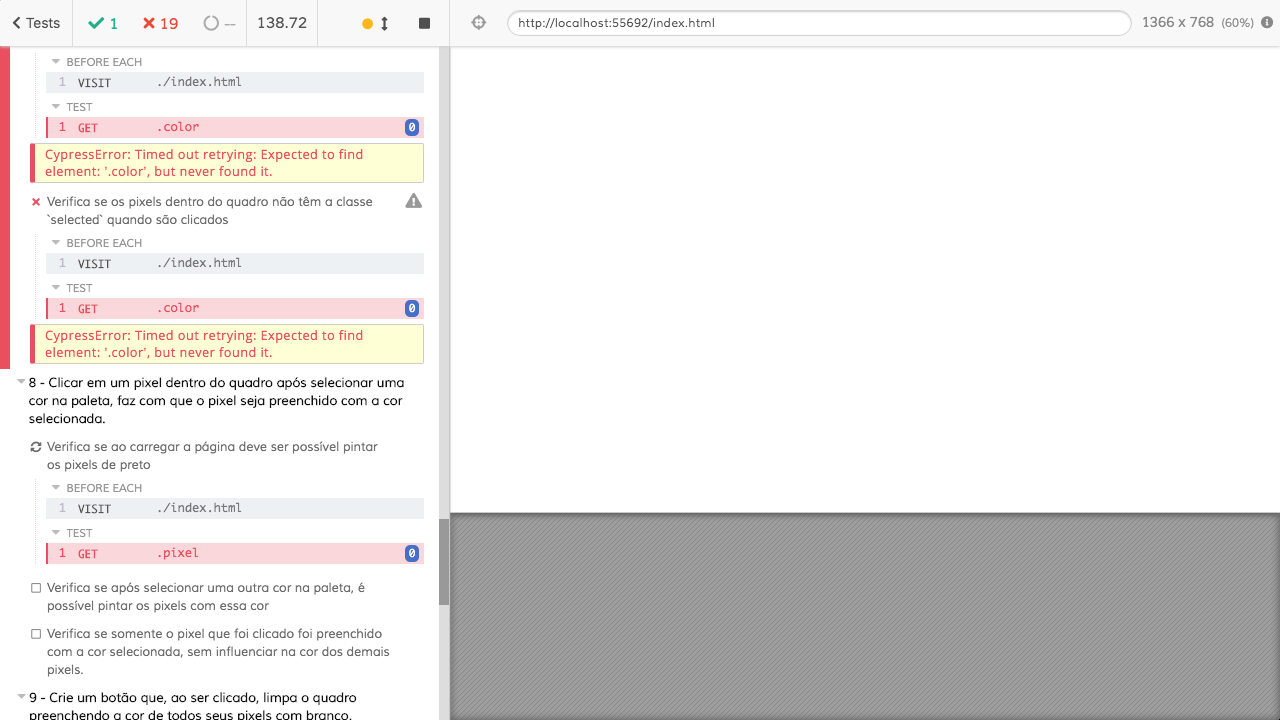 Tests
1
19
--
138.72
http://localhost:55692/index.html
1366 x 768 (60%)
BEFORE EACH
1 VISIT ./index.html
TEST
1 GET .color 0
CypressError: Timed out retrying: Expected to find
element: '.color', but never found it.
Verifica se os pixels dentro do quadro não têm a classe
`selected` quando são clicados
BEFORE EACH
1 VISIT ./index.html
TEST
1 GET .color 0
CypressError: Timed out retrying: Expected to find
element: '.color', but never found it.
8 - Clicar em um pixel dentro do quadro após selecionar uma
cor na paleta, faz com que o pixel seja preenchido com a cor
selecionada.
Verifica se ao carregar a página deve ser possível pintar
os pixels de preto
BEFORE EACH
1 VISIT ./index.html
TEST
1 GET .pixel 0
Verifica se após selecionar uma outra cor na paleta, é
possível pintar os pixels com essa cor
Verifica se somente o pixel que foi clicado foi preenchido
com a cor selecionada, sem influenciar na cor dos demais
pixels.
9 - Crie um botão que, ao ser clicado, limpa o quadro
preenchendo a cor de todos seus pixels com branco.